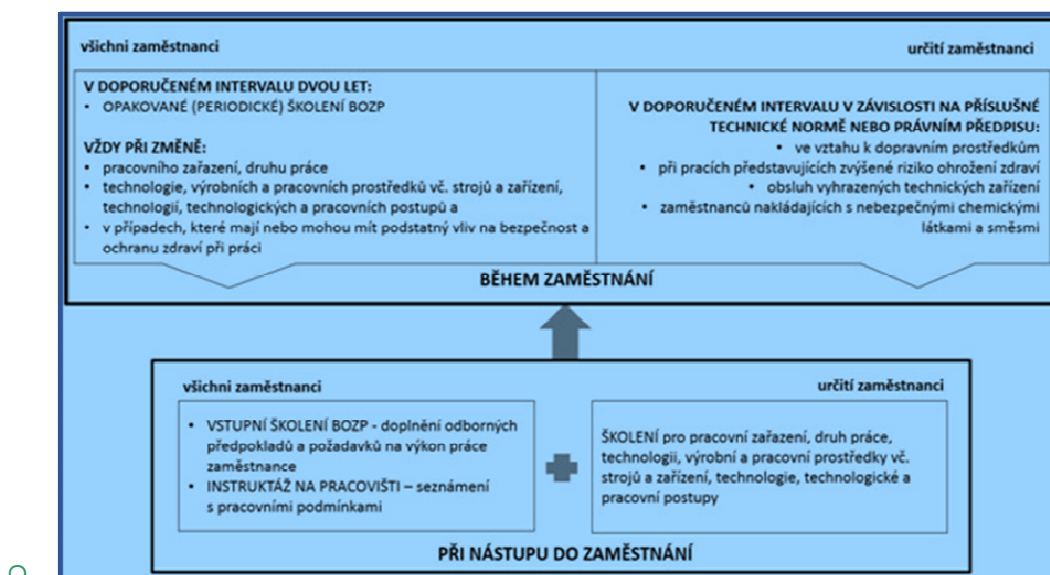 všichni zaměstnanci
určití zaměstnanci
V DOPORUČENÉM INTERVALU DVOU LET:
• OPAKOVANÉ (PERIODICKÉ) ŠKOLENÍ BOZP
VŽDY PŘI ZMĚNĚ:
• pracovního zařazení, druhu práce
• technologie, výrobních a pracovních prostředků vč. strojů a zařízení,
technologií, technologických a pracovních postupů a
• v případech, které mají nebo mohou mít podstatný vliv na bezpečnost a
ochranu zdraví při práci
V DOPORUČENÉM INTERVALU V ZÁVISLOSTI NA PŘÍSLUŠNÉ
TECHNICKÉ NORMĚ NEBO PRÁVNÍM PŘEDPISU:
• ve vztahu k dopravním prostředkům
• při pracích představujících zvýšené riziko ohrožení zdraví
• obsluh vyhrazených technických zařízení
• zaměstnanců nakládajících s nebezpečnými chemickými
látkami a směsmi
BĚHEM ZAMĚSTNÁNÍ
všichni zaměstnanci
určití zaměstnanci
• VSTUPNÍ ŠKOLENÍ BOZP - doplnění odborných
předpokladů a požadavků na výkon práce
zaměstnance
• INSTRUKTÁŽ NA PRACOVIŠTI – seznámení
s pracovními podmínkami
ŠKOLENÍ pro pracovní zařazení, druh práce,
technologii, výrobní a pracovní prostředky vč.
strojů a zařízení, technologie, technologické a
pracovní postupy
PŘI NÁSTUPU DO ZAMĚSTNÁNÍ